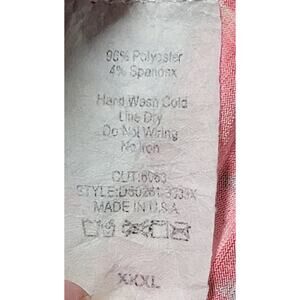 96% Polyester
4% Spandex
Hand Wash Cold
Line Dry
Do Not Wring
No Iron
CUT:6063
MADE IN U.S.A
XXXL